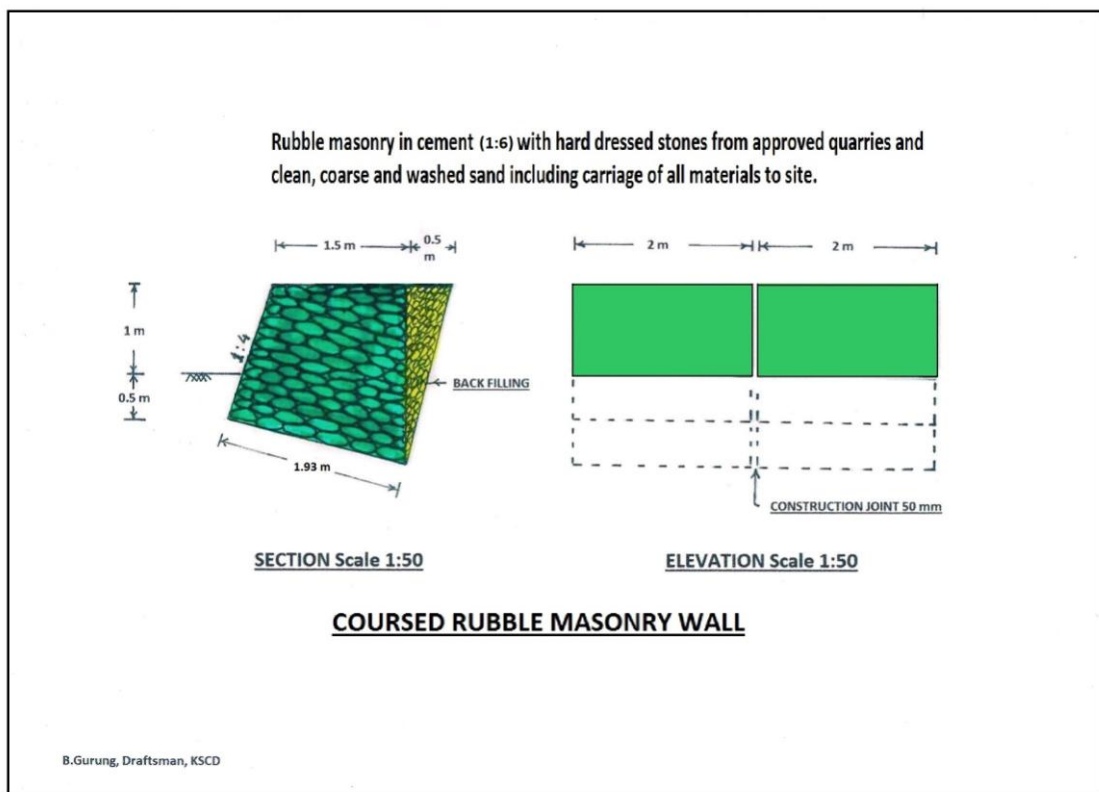 Rubble masonry in cement (1:6) with hard dressed stones from approved quarries and
clean, coarse and washed sand including carriage of all materials to site.
1.5 m
0.5
m
2 m
2 m
1 m
1:4
0.5 m
BACK FILLING
1.93 m
CONSTRUCTION JOINT 50 mm
SECTION Scale 1:50
ELEVATION Scale 1:50
COURSED RUBBLE MASONRY WALL
B.Gurung, Draftsman, KSCD